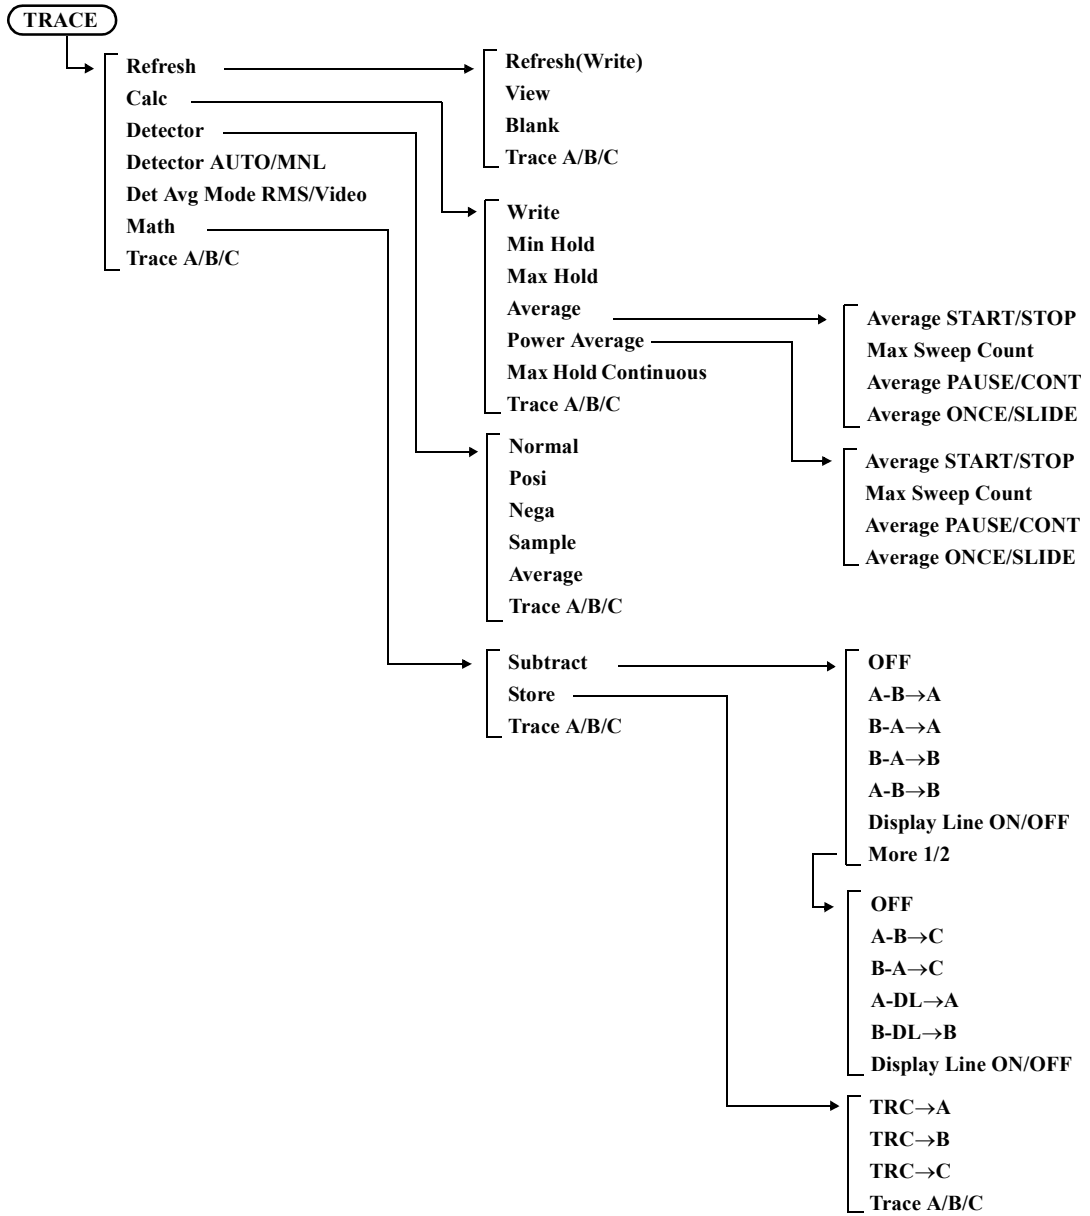 TRACE
Refresh
Calc
Detector
Detector AUTO/MNL
Det Avg Mode RMS/Video
Math
Trace A/B/C
Refresh(Write)
View
Blank
Trace A/B/C
Write
Min Hold
Max Hold
Average
Power Average
Max Hold Continuous
Trace A/B/C
Average START/STOP
Max Sweep Count
Average PAUSE/CONT
Average ONCE/SLIDE
Average START/STOP
Max Sweep Count
Average PAUSE/CONT
Average ONCE/SLIDE
Normal
Posi
Nega
Sample
Average
Trace A/B/C
Subtract
Store
Trace A/B/C
OFF
A-B→A
B-A→A
B-A→B
A-B→B
Display Line ON/OFF
More 1/2
OFF
A-B→C
B-A→C
A-DL→A
B-DL→B
Display Line ON/OFF
TRC→A
TRC→B
TRC→C
Trace A/B/C